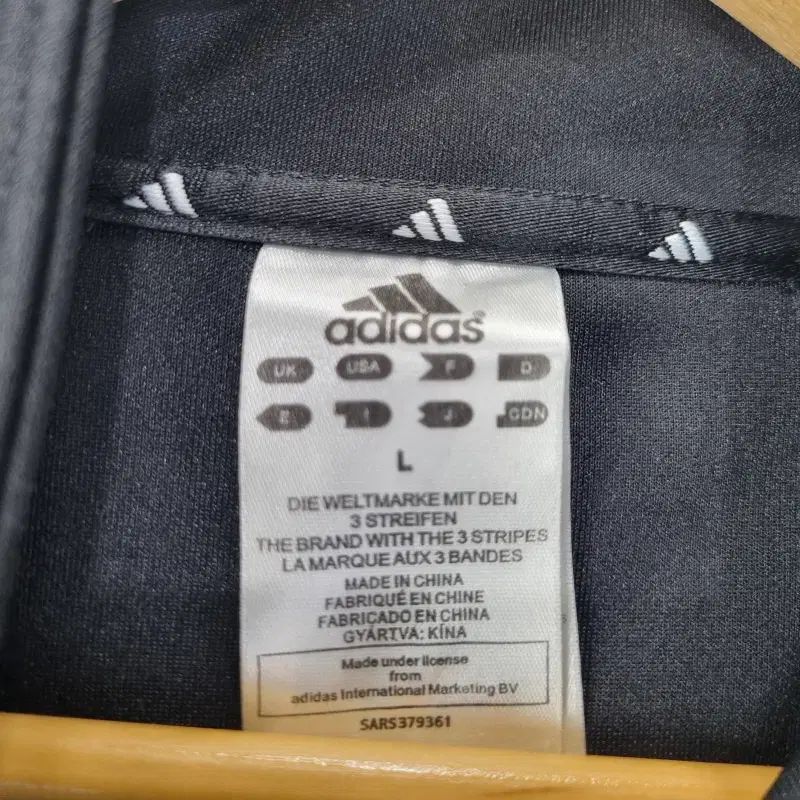 adidas®
UK USA F D
E I J CDN
L
DIE WELTMARKE MIT DEN
3 STREIFEN
THE BRAND WITH THE 3 STRIPES
LA MARQUE AUX 3 BANDES
MADE IN CHINA
FABRIQUÉ EN CHINE
FABRICADO EN CHINA
GYÁRTVA: KÍNA
Made under license
from
adidas International Marketing BV
SARS379361